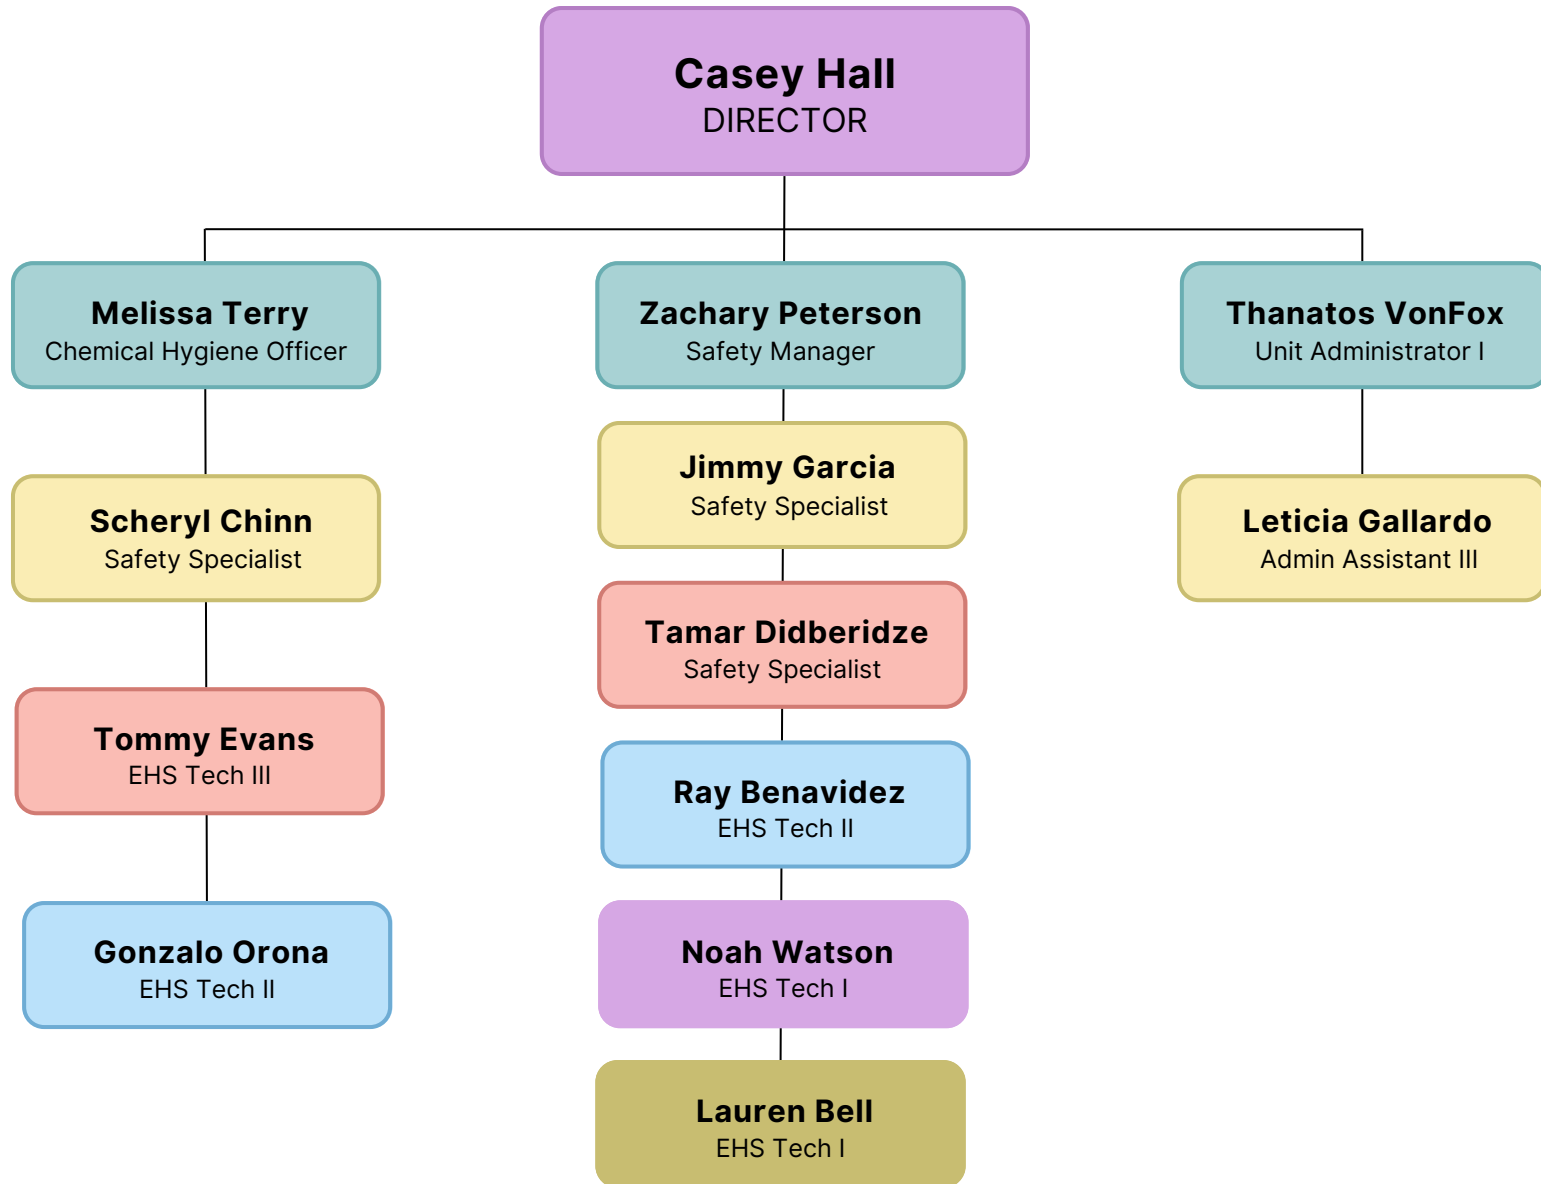 Casey Hall
DIRECTOR
Melissa Terry
Chemical Hygiene Officer
Zachary Peterson
Safety Manager
Thanatos VonFox
Unit Administrator I
Scheryl Chinn
Safety Specialist
Jimmy Garcia
Safety Specialist
Leticia Gallardo
Admin Assistant III
Tamar Didberidze
Safety Specialist
Tommy Evans
EHS Tech III
Ray Benavidez
EHS Tech II
Gonzalo Orona
EHS Tech II
Noah Watson
EHS Tech I
Lauren Bell
EHS Tech I